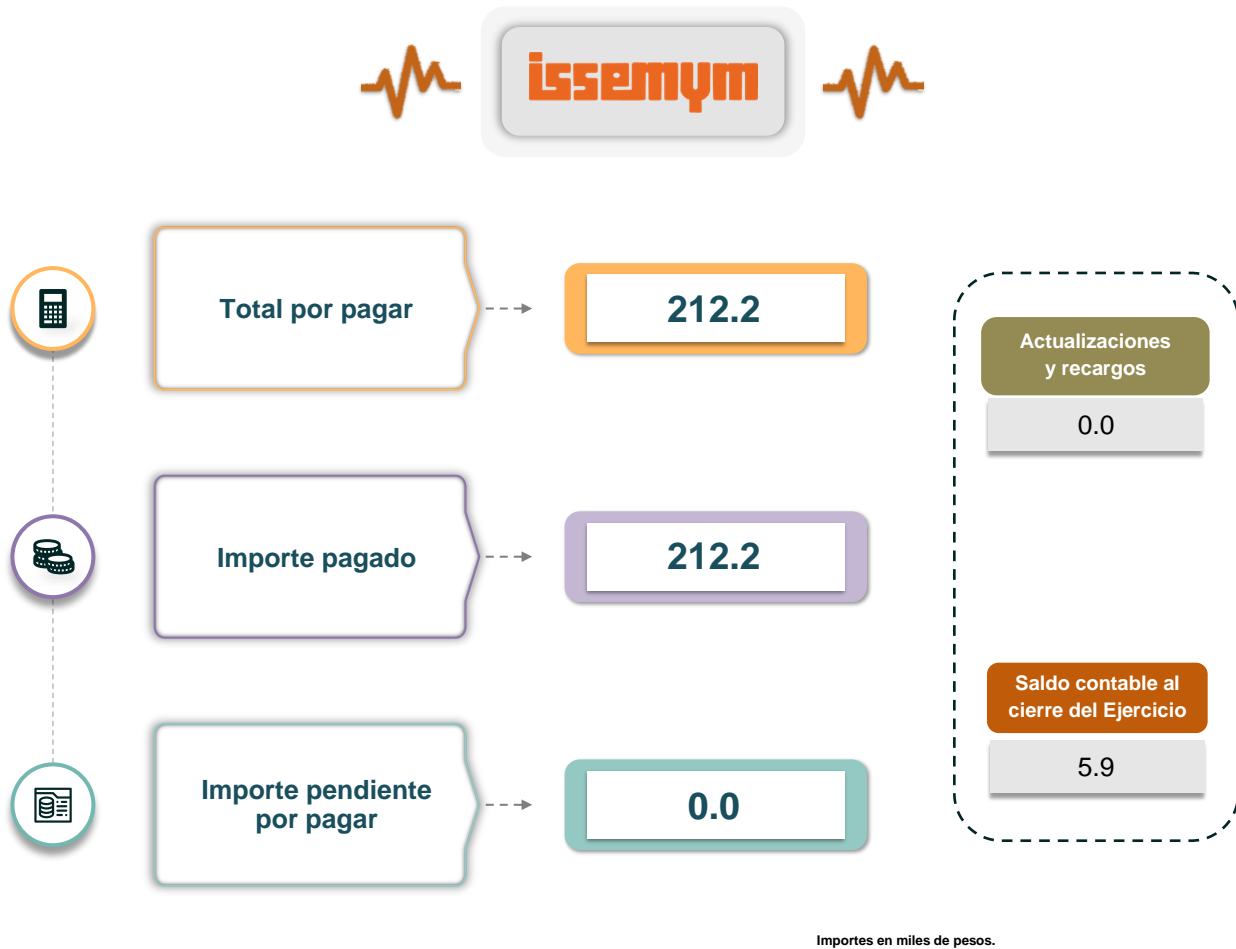 issemym
Total por pagar
212.2
Actualizaciones
y recargos
0.0
Importe pagado
212.2
Saldo contable al
cierre del Ejercicio
5.9
Importe pendiente
por pagar
0.0
Importes en miles de pesos.